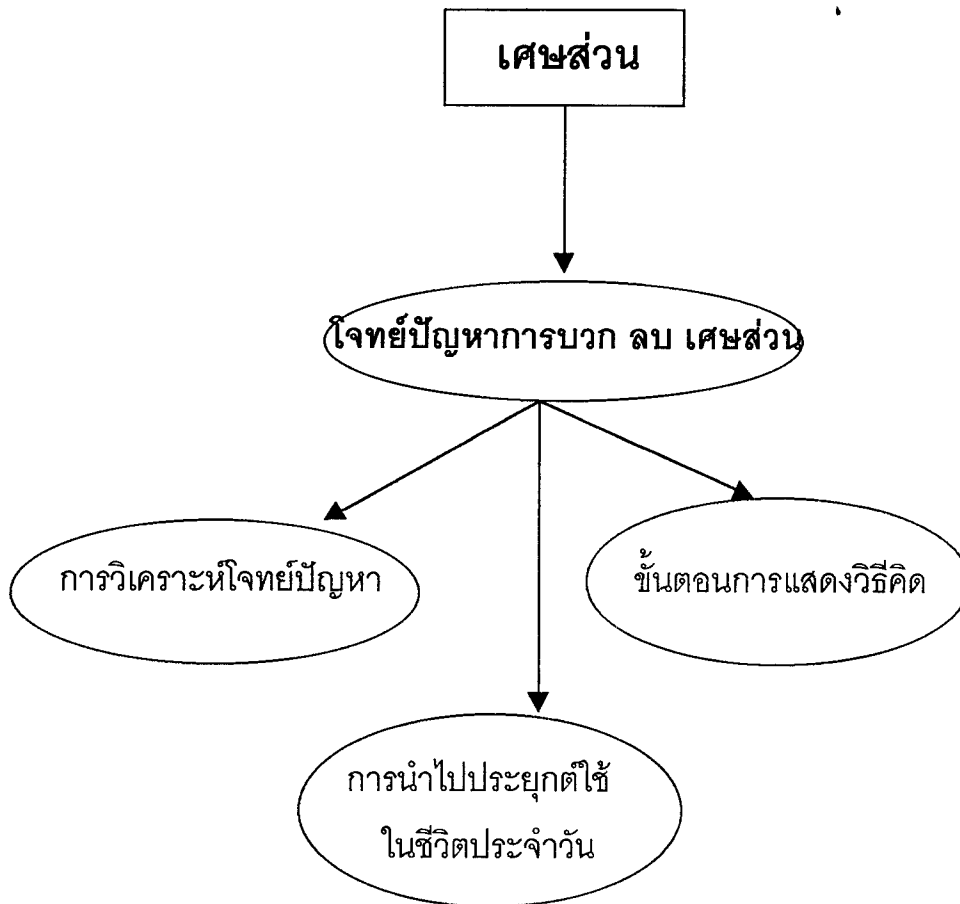 เศษส่วน
โจทย์ปัญหาการบวก ลบ เศษส่วน
การวิเคราะห์โจทย์ปัญหา
ขั้นตอนการแสดงวิธีคิด
การนำไปประยุกต์ใช้
ในชีวิตประจำวัน